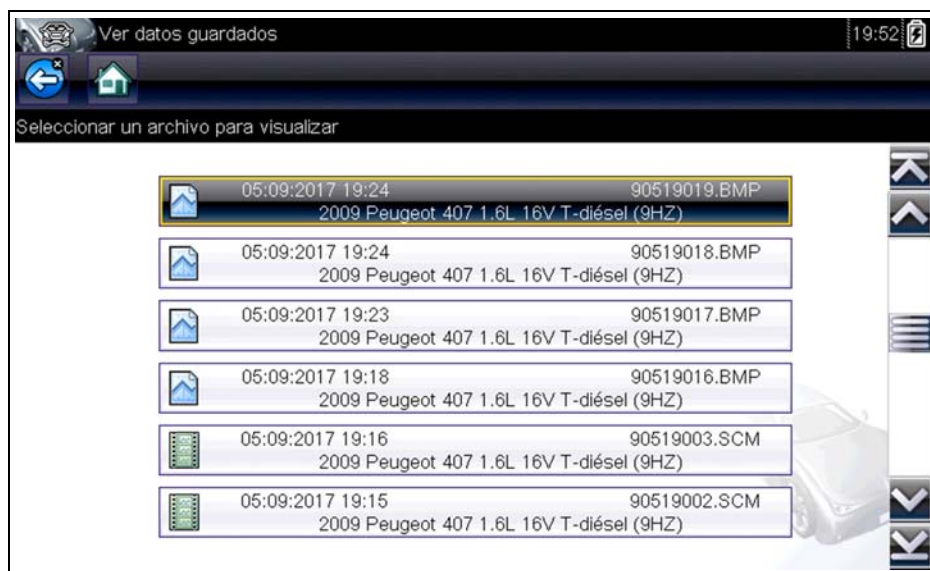 Ver datos guardados 19:52
Seleccionar un archivo para visualizar
05:09:2017 19:24 90519019.BMP
2009 Peugeot 407 1.6L 16V T-diésel (9HZ)
05:09:2017 19:24 90519018.BMP
2009 Peugeot 407 1.6L 16V T-diésel (9HZ)
05:09:2017 19:23 90519017.BMP
2009 Peugeot 407 1.6L 16V T-diésel (9HZ)
05:09:2017 19:18 90519016.BMP
2009 Peugeot 407 1.6L 16V T-diésel (9HZ)
05:09:2017 19:16 90519003.SCM
2009 Peugeot 407 1.6L 16V T-diésel (9HZ)
05:09:2017 19:15 90519002.SCM
2009 Peugeot 407 1.6L 16V T-diésel (9HZ)